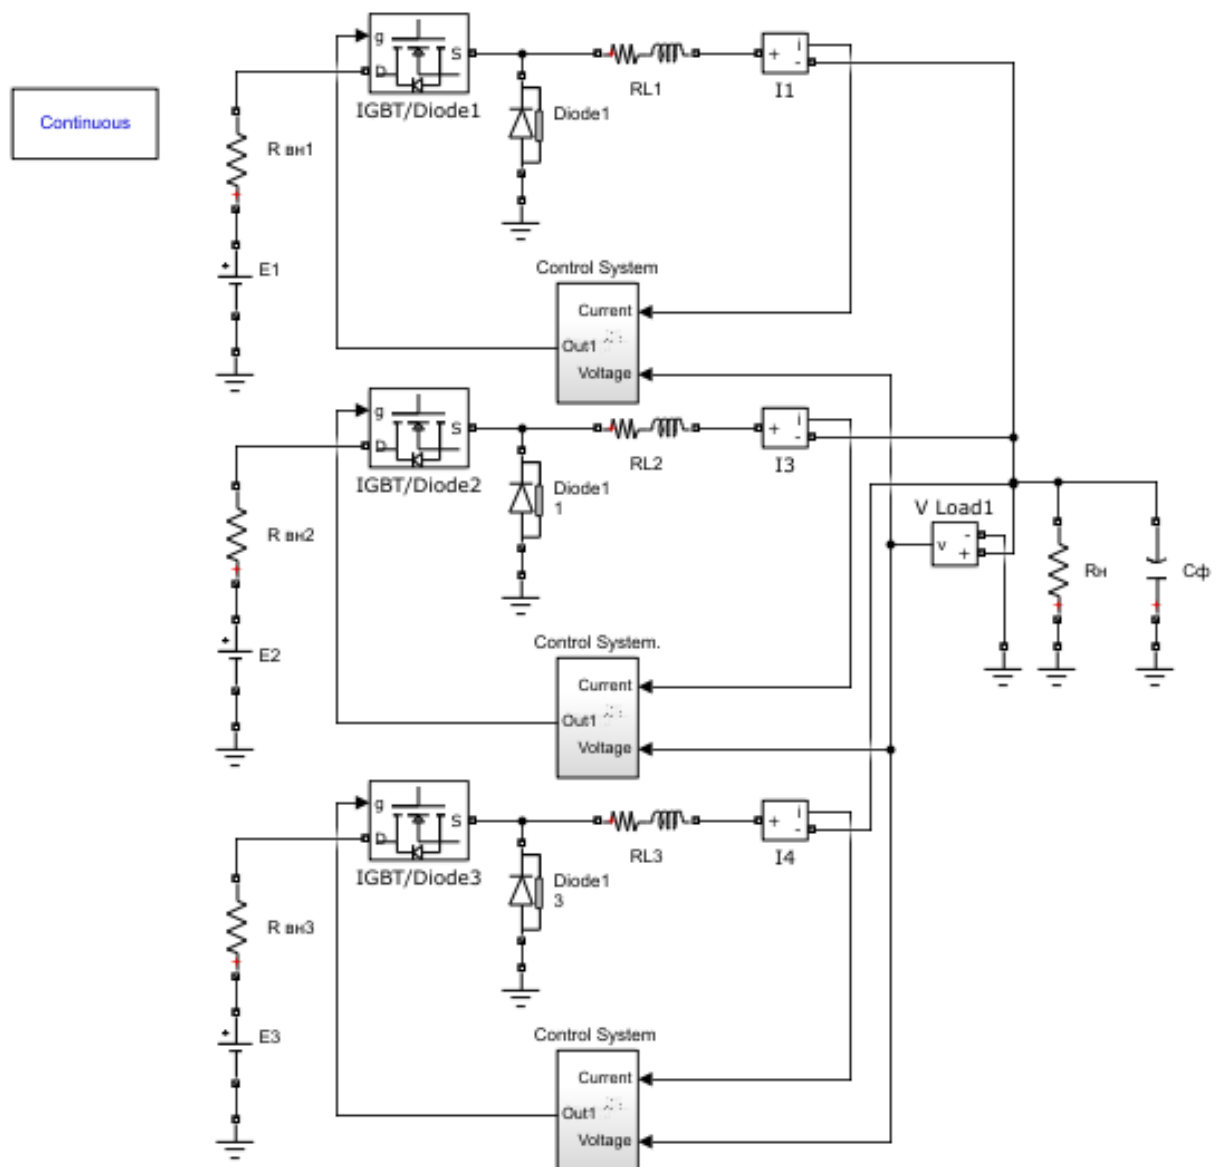 g
S
D
IGBT/Diode1
RL1
i
+
-
I1
Continuous
Diode1
R вн1
+
E1
Control System
Current
Out1
Voltage
g
S
D
IGBT/Diode2
RL2
i
+
-
I3
Diode1
1
R вн2
V Load1
v
-
+
Rн
Cф
+
E2
Control System.
Current
Out1
Voltage
g
S
D
IGBT/Diode3
RL3
i
+
-
I4
Diode1
3
R вн3
+
E3
Control System
Current
Out1
Voltage